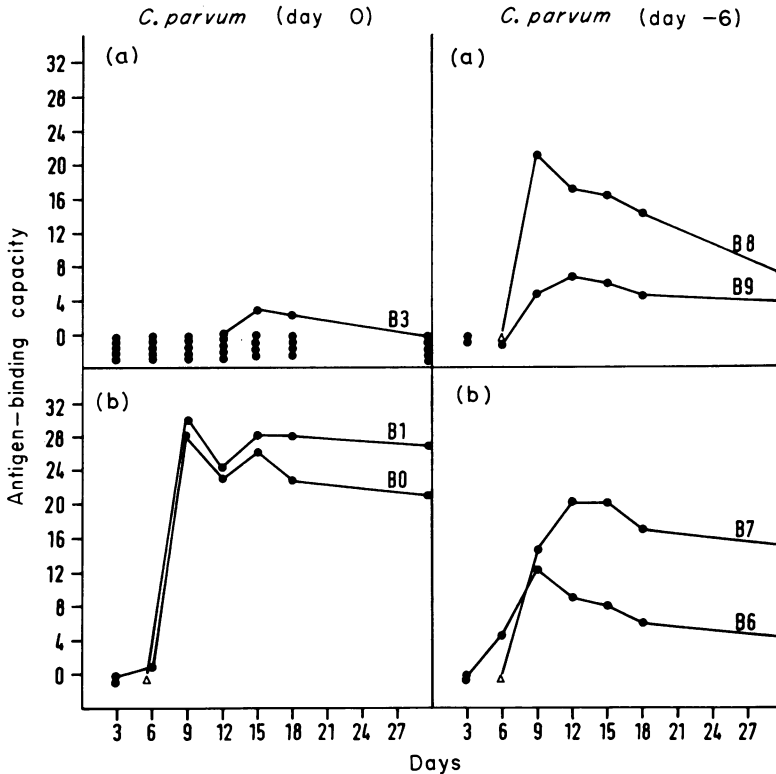 C. parvum (day 0)
C. parvum (day -6)
(a)
(a)
32
28
24
20
16
12
8
4
0
B3
B8
B9
(b)
(b)
32
28
24
20
16
12
8
4
0
B1
B0
B7
B6
3 6 9 12 15 18 21 24 27
3 6 9 12 15 18 21 24 27
Days
Antigen-binding capacity